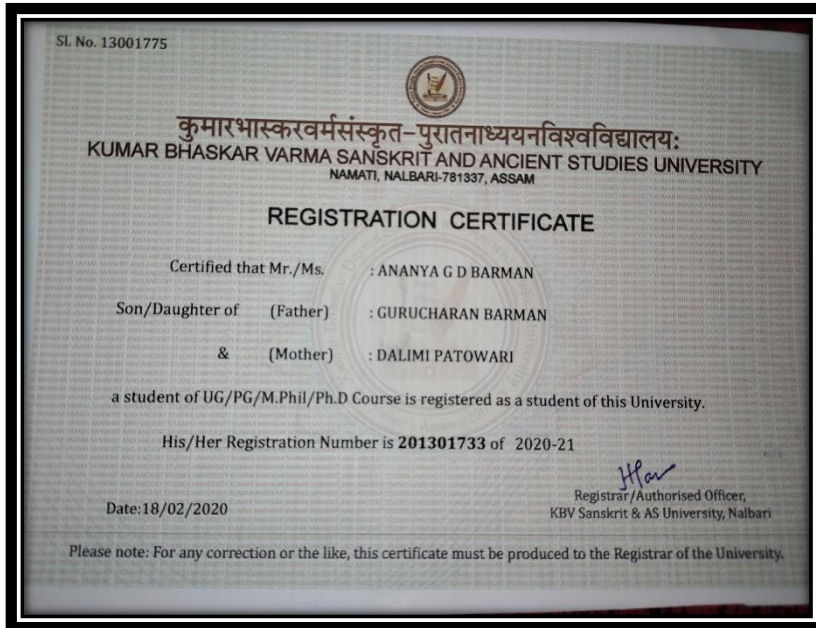 Sl. No. 13001775
कुमारभास्करवर्मसंस्कृत-पुरातनाध्ययनविश्वविद्यालय:
KUMAR BHASKAR VARMA SANSKRIT AND ANCIENT STUDIES UNIVERSITY
NAMATI, NALBARI-781337, ASSAM
REGISTRATION CERTIFICATE
Certified that Mr./Ms. : ANANYA G D BARMAN
Son/Daughter of (Father) : GURUCHARAN BARMAN
& (Mother) : DALIMI PATOWARI
a student of UG/PG/M.Phil/Ph.D Course is registered as a student of this University.
His/Her Registration Number is 201301733 of 2020-21
Registrar/Authorised Officer,
Date:18/02/2020 KBV Sanskrit & AS University, Nalbari
Please note: For any correction or the like, this certificate must be produced to the Registrar of the University.